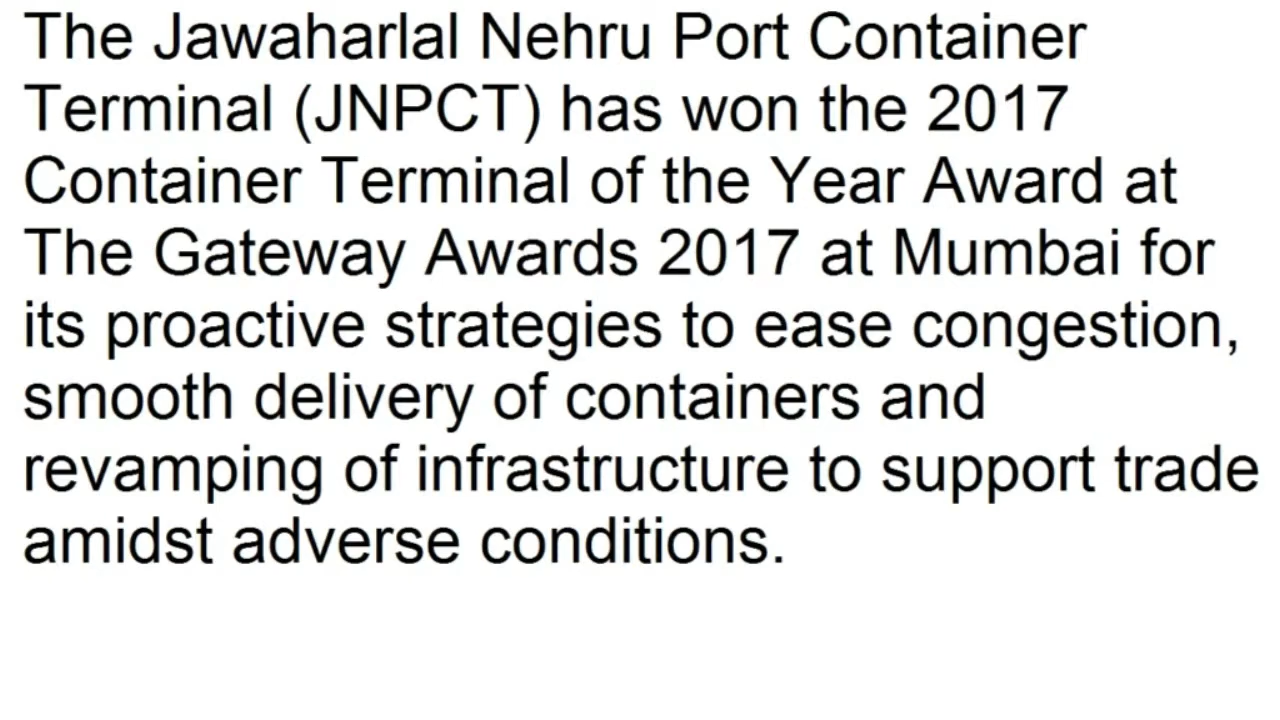 The Jawaharlal Nehru Port Container
Terminal (JNPCT) has won the 2017
Container Terminal of the Year Award at
The Gateway Awards 2017 at Mumbai for
its proactive strategies to ease congestion,
smooth delivery of containers and
revamping of infrastructure to support trade
amidst adverse conditions.